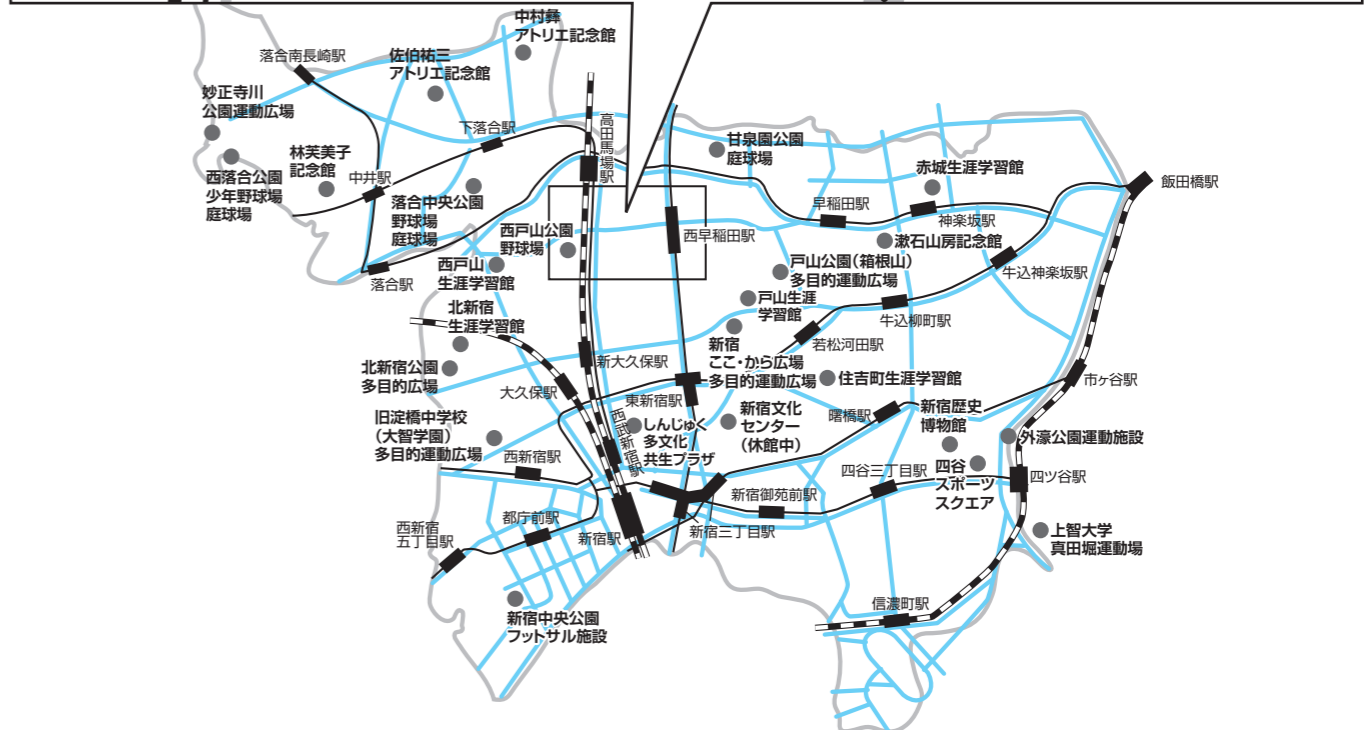 中村彝
アトリエ記念館
落合南長崎駅
佐伯祐三
アトリエ記念館
妙正寺川
公園運動広場
下落合駅
高田馬場駅
甘泉園公園
庭球場
林芙美子
記念館
中井駅
西落合公園
少年野球場
庭球場
赤城生涯学習館
飯田橋駅
落合中央公園
野球場
庭球場
早稲田駅
神楽坂駅
西戸山公園
野球場
西早稲田駅
漱石山房記念館
落合駅
西戸山
生涯学習館
戸山公園（箱根山）
多目的運動広場
牛込神楽坂駅
戸山生涯
学習館
牛込柳町駅
北新宿
生涯学習館
新宿
ここ・から広場
多目的運動広場
若松河田駅
北新宿公園
多目的広場
新大久保駅
大久保駅
住吉町生涯学習館
市ヶ谷駅
東新宿駅
旧淀橋中学校
（大智学園）
多目的運動広場
西武新宿駅
しんじゅく
多文化
共生プラザ
新宿文化
センター
（休館中）
曙橋駅
新宿歴史
博物館
外濠公園運動施設
西新宿駅
四谷三丁目駅
四谷
スポーツ
スクエア
四ツ谷駅
新宿御苑前駅
西新宿
五丁目駅
都庁前駅
新宿駅
新宿三丁目駅
上智大学
真田堀運動場
新宿中央公園
フットサル施設
信濃町駅